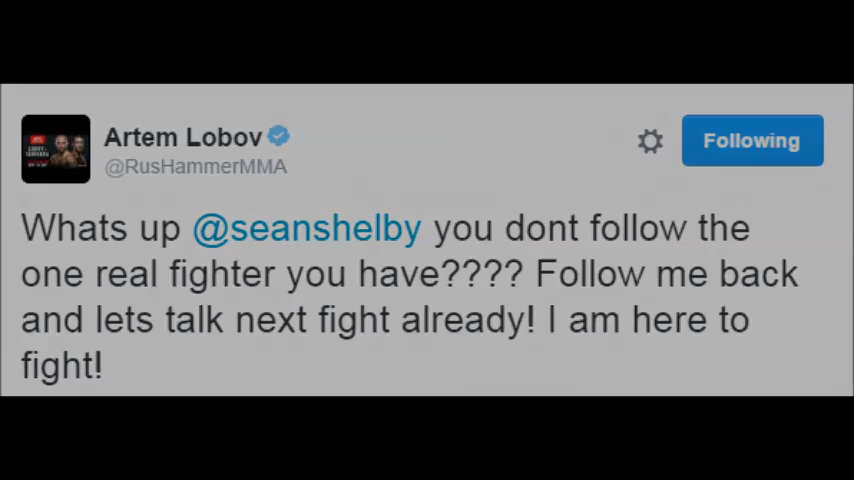 Artem Lobov
@RusHammerMMA
Following
Whats up @seanshelby you dont follow the
one real fighter you have???? Follow me back
and lets talk next fight already! I am here to
fight!